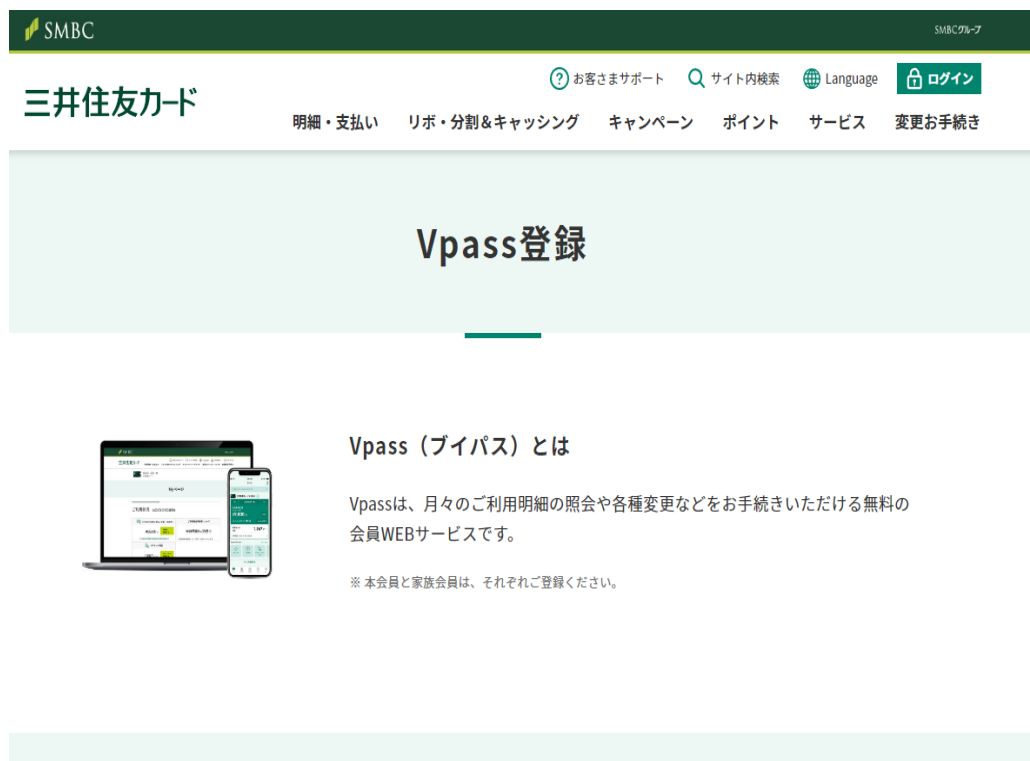 SMBC
SMBCグループ
三井住友カード
お客さまサポート
サイト内検索
Language
ログイン
明細・支払い
リボ・分割&キャッシング
キャンペーン
ポイント
サービス
変更お手続き
Vpass登録
Vpass（ブイパス）とは
Vpassは、月々のご利用明細の照会や各種変更などをお手続きいただける無料の
会員WEBサービスです。
※ 本会員と家族会員は、それぞれご登録ください。